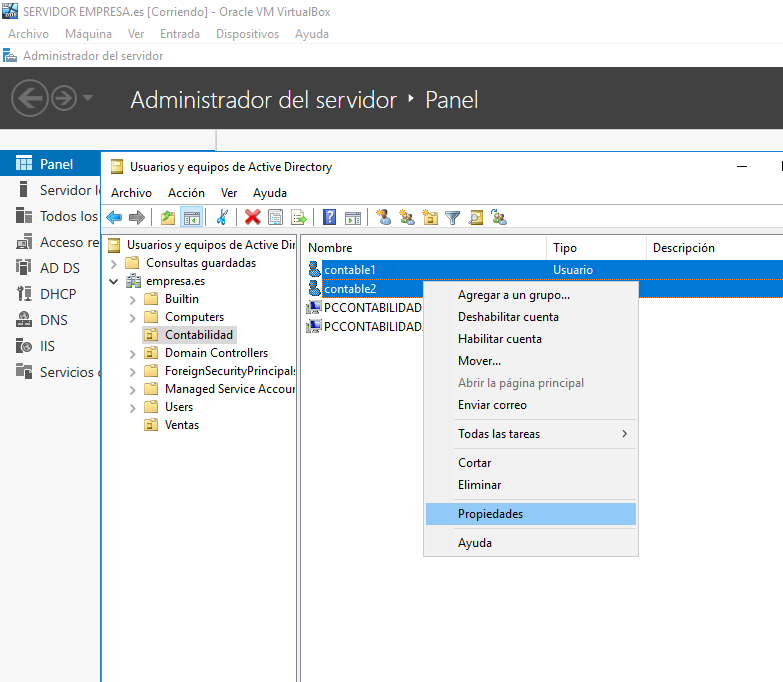 SERVIDOR EMPRESA.es [Corriendo] - Oracle VM VirtualBox
Archivo Máquina Ver Entrada Dispositivos Ayuda
Administrador del servidor
Administrador del servidor ‣ Panel
Panel
Servidor l
Todos los
Acceso re
AD DS
DHCP
DNS
IIS
Servicios
Usuarios y equipos de Active Directory
Archivo Acción Ver Ayuda
Usuarios y equipos de Active Dir
Consultas guardadas
empresa.es
Builtin
Computers
Contabilidad
Domain Controllers
ForeignSecurityPrincipals
Managed Service Accour
Users
Ventas
Nombre Tipo Descripción
contable1 Usuario
contable2
PCCONTABILIDAD
PCCONTABILIDAD
Agregar a un grupo...
Deshabilitar cuenta
Habilitar cuenta
Mover...
Abrir la página principal
Enviar correo
Todas las tareas
Cortar
Eliminar
Propiedades
Ayuda